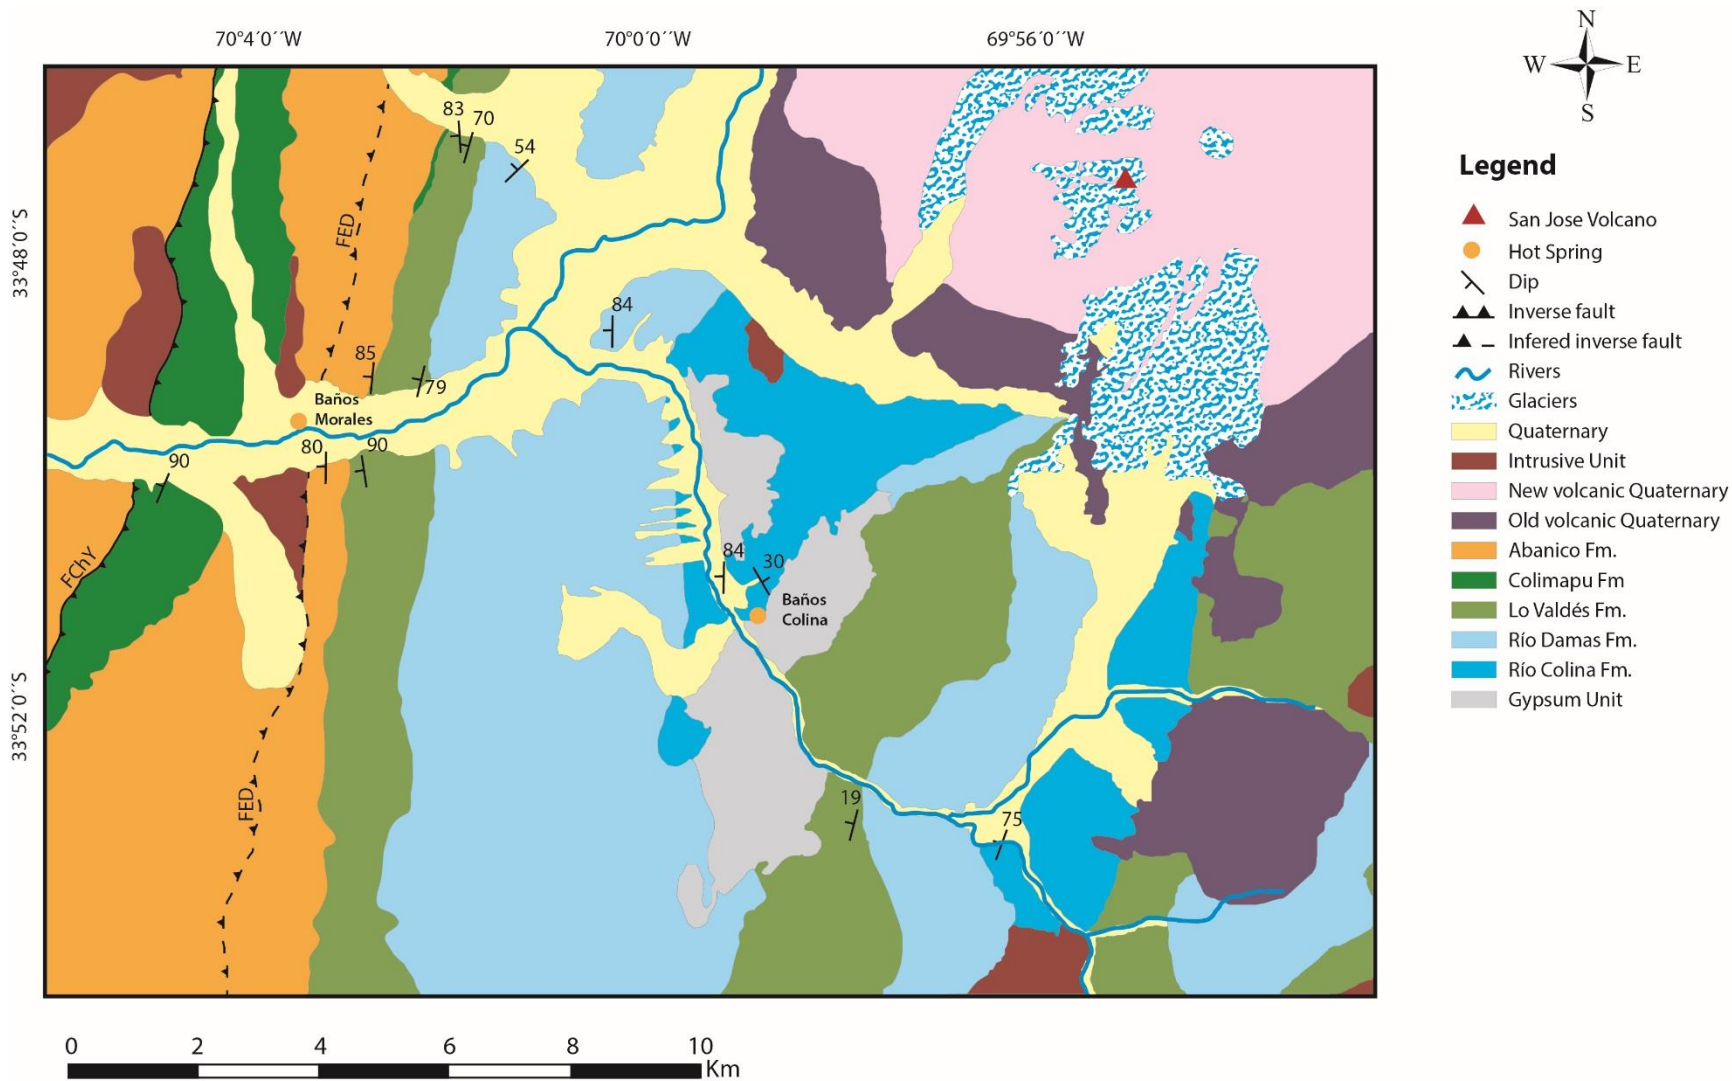 70°4´0´´W
70°0´0´´W
69°56´0´´W
N
W
E
S
33°48´0´´S
33°52´0´´S
83
70
54
FED
84
85
79
Baños
Morales
80
90
90
FChY
84
30
Baños
Colina
FED
19
75
Legend
San Jose Volcano
Hot Spring
Dip
Inverse fault
Infered inverse fault
Rivers
Glaciers
Quaternary
Intrusive Unit
New volcanic Quaternary
Old volcanic Quaternary
Abanico Fm.
Colimapu Fm
Lo Valdés Fm.
Río Damas Fm.
Río Colina Fm.
Gypsum Unit
0 2 4 6 8 10
Km